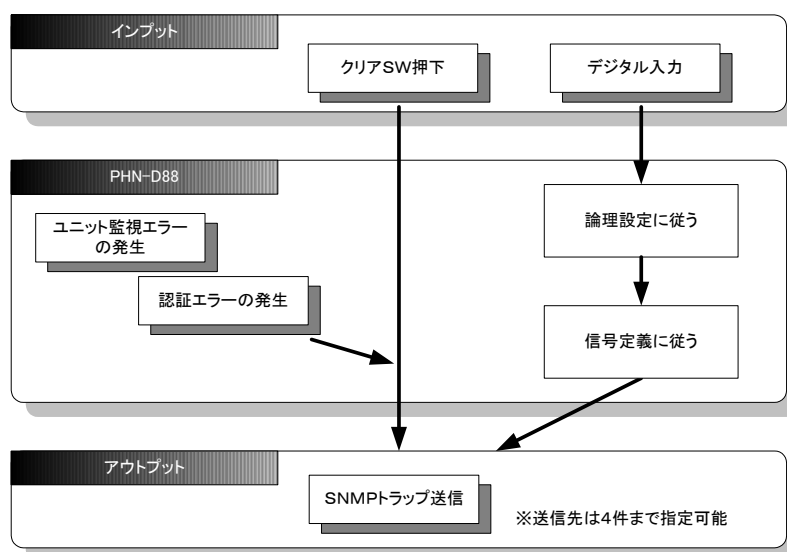 インプット
クリアSW押下
デジタル入力
PHN-D88
ユニット監視エラー
の発生
認証エラーの発生
論理設定に従う
信号定義に従う
アウトプット
SNMPトラップ送信
※送信先は4件まで指定可能